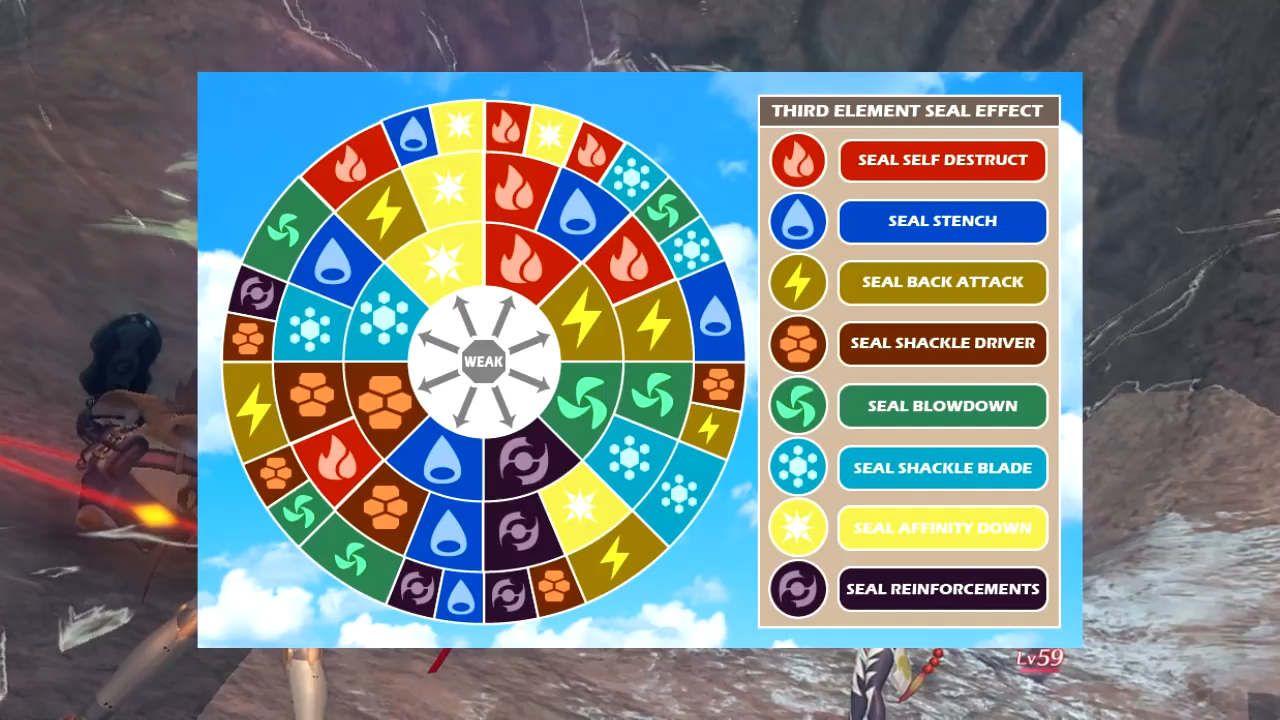 THIRD ELEMENT SEAL EFFECT
SEAL SELF DESTRUCT
SEAL STENCH
SEAL BACK ATTACK
SEAL SHACKLE DRIVER
WEAK
SEAL BLOWDOWN
SEAL SHACKLE BLADE
SEAL AFFINITY DOWN
SEAL REINFORCEMENTS
Lv59